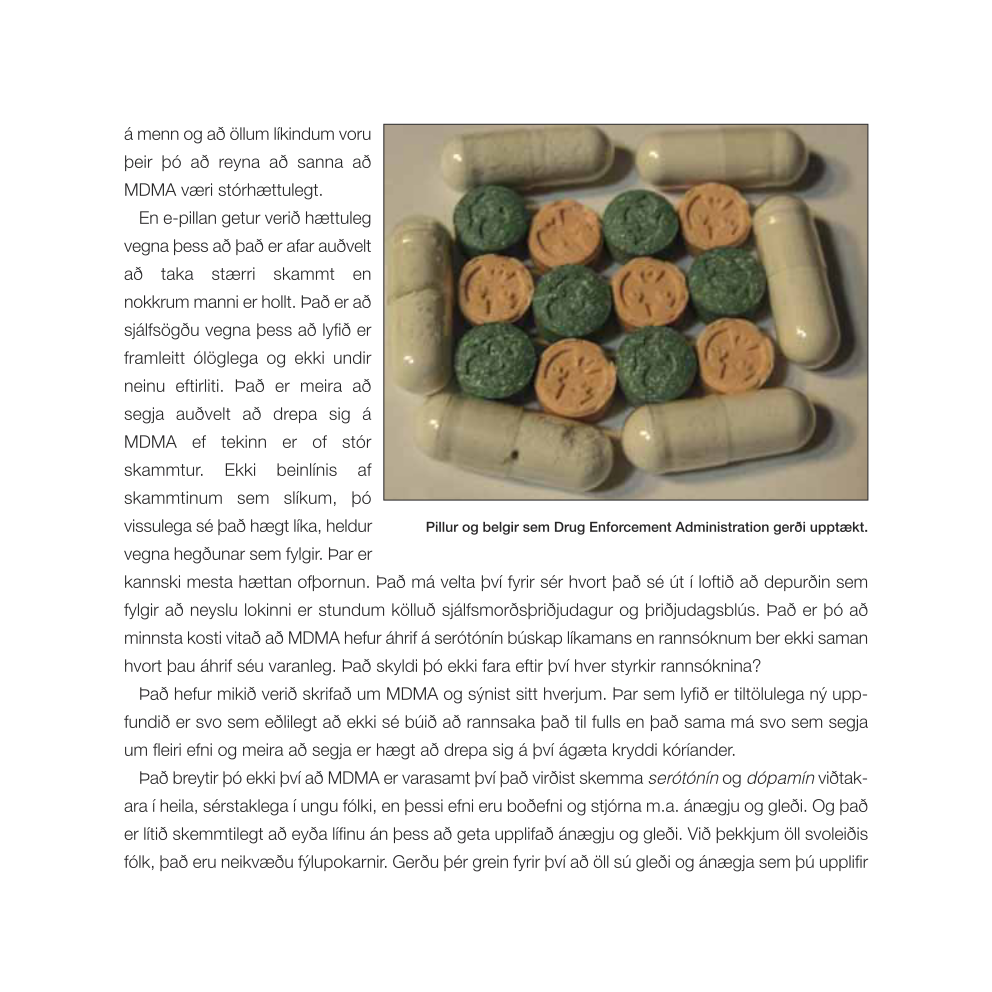 á menn og að öllum líkindum voru
þeir þó að reyna að sanna að
MDMA væri stórhættulegt.
En e-pillan getur verið hættuleg
vegna þess að það er afar auðvelt
að taka stærri skammt en
nokkrum manni er hollt. Það er að
sjálfsögðu vegna þess að lyfið er
framleitt ólöglega og ekki undir
neinu eftirliti. Það er meira að
segja auðvelt að drepa sig á
MDMA ef tekinn er of stór
skammtur. Ekki beinlínis af
skammtinum sem slíkum, þó
vissulega sé það hægt líka, heldur
vegna hegðunar sem fylgir. Þar er
Pillur og belgir sem Drug Enforcement Administration gerði upptækt.
kannski mesta hættan ofþornun. Það má velta því fyrir sér hvort það sé út í loftið að depurðin sem
fylgir að neyslu lokinni er stundum kölluð sjálfsmorðsþriðjudagur og þriðjudagsblús. Það er þó að
minnsta kosti vitað að MDMA hefur áhrif á serótónín búskap líkamans en rannsóknum ber ekki saman
hvort þau áhrif séu varanleg. Það skyldi þó ekki fara eftir því hver styrkir rannsóknina?
Það hefur mikið verið skrifað um MDMA og sýnist sitt hverjum. Þar sem lyfið er tiltölulega ný upp-
fundið er svo sem eðlilegt að ekki sé búið að rannsaka það til fulls en það sama má svo sem segja
um fleiri efni og meira að segja er hægt að drepa sig á því ágæta kryddi kóríander.
Það breytir þó ekki því að MDMA er varasamt því það virðist skemma serótónín og dópamín viðtak-
ara í heila, sérstaklega í ungu fólki, en þessi efni eru boðefni og stjórna m.a. ánægju og gleði. Og það
er lítið skemmtilegt að eyða lífinu án þess að geta upplifað ánægju og gleði. Við þekkjum öll svoleiðis
fólk, það eru neikvæðu fýlupokarnir. Gerðu þér grein fyrir því að öll sú gleði og ánægja sem þú upplifir